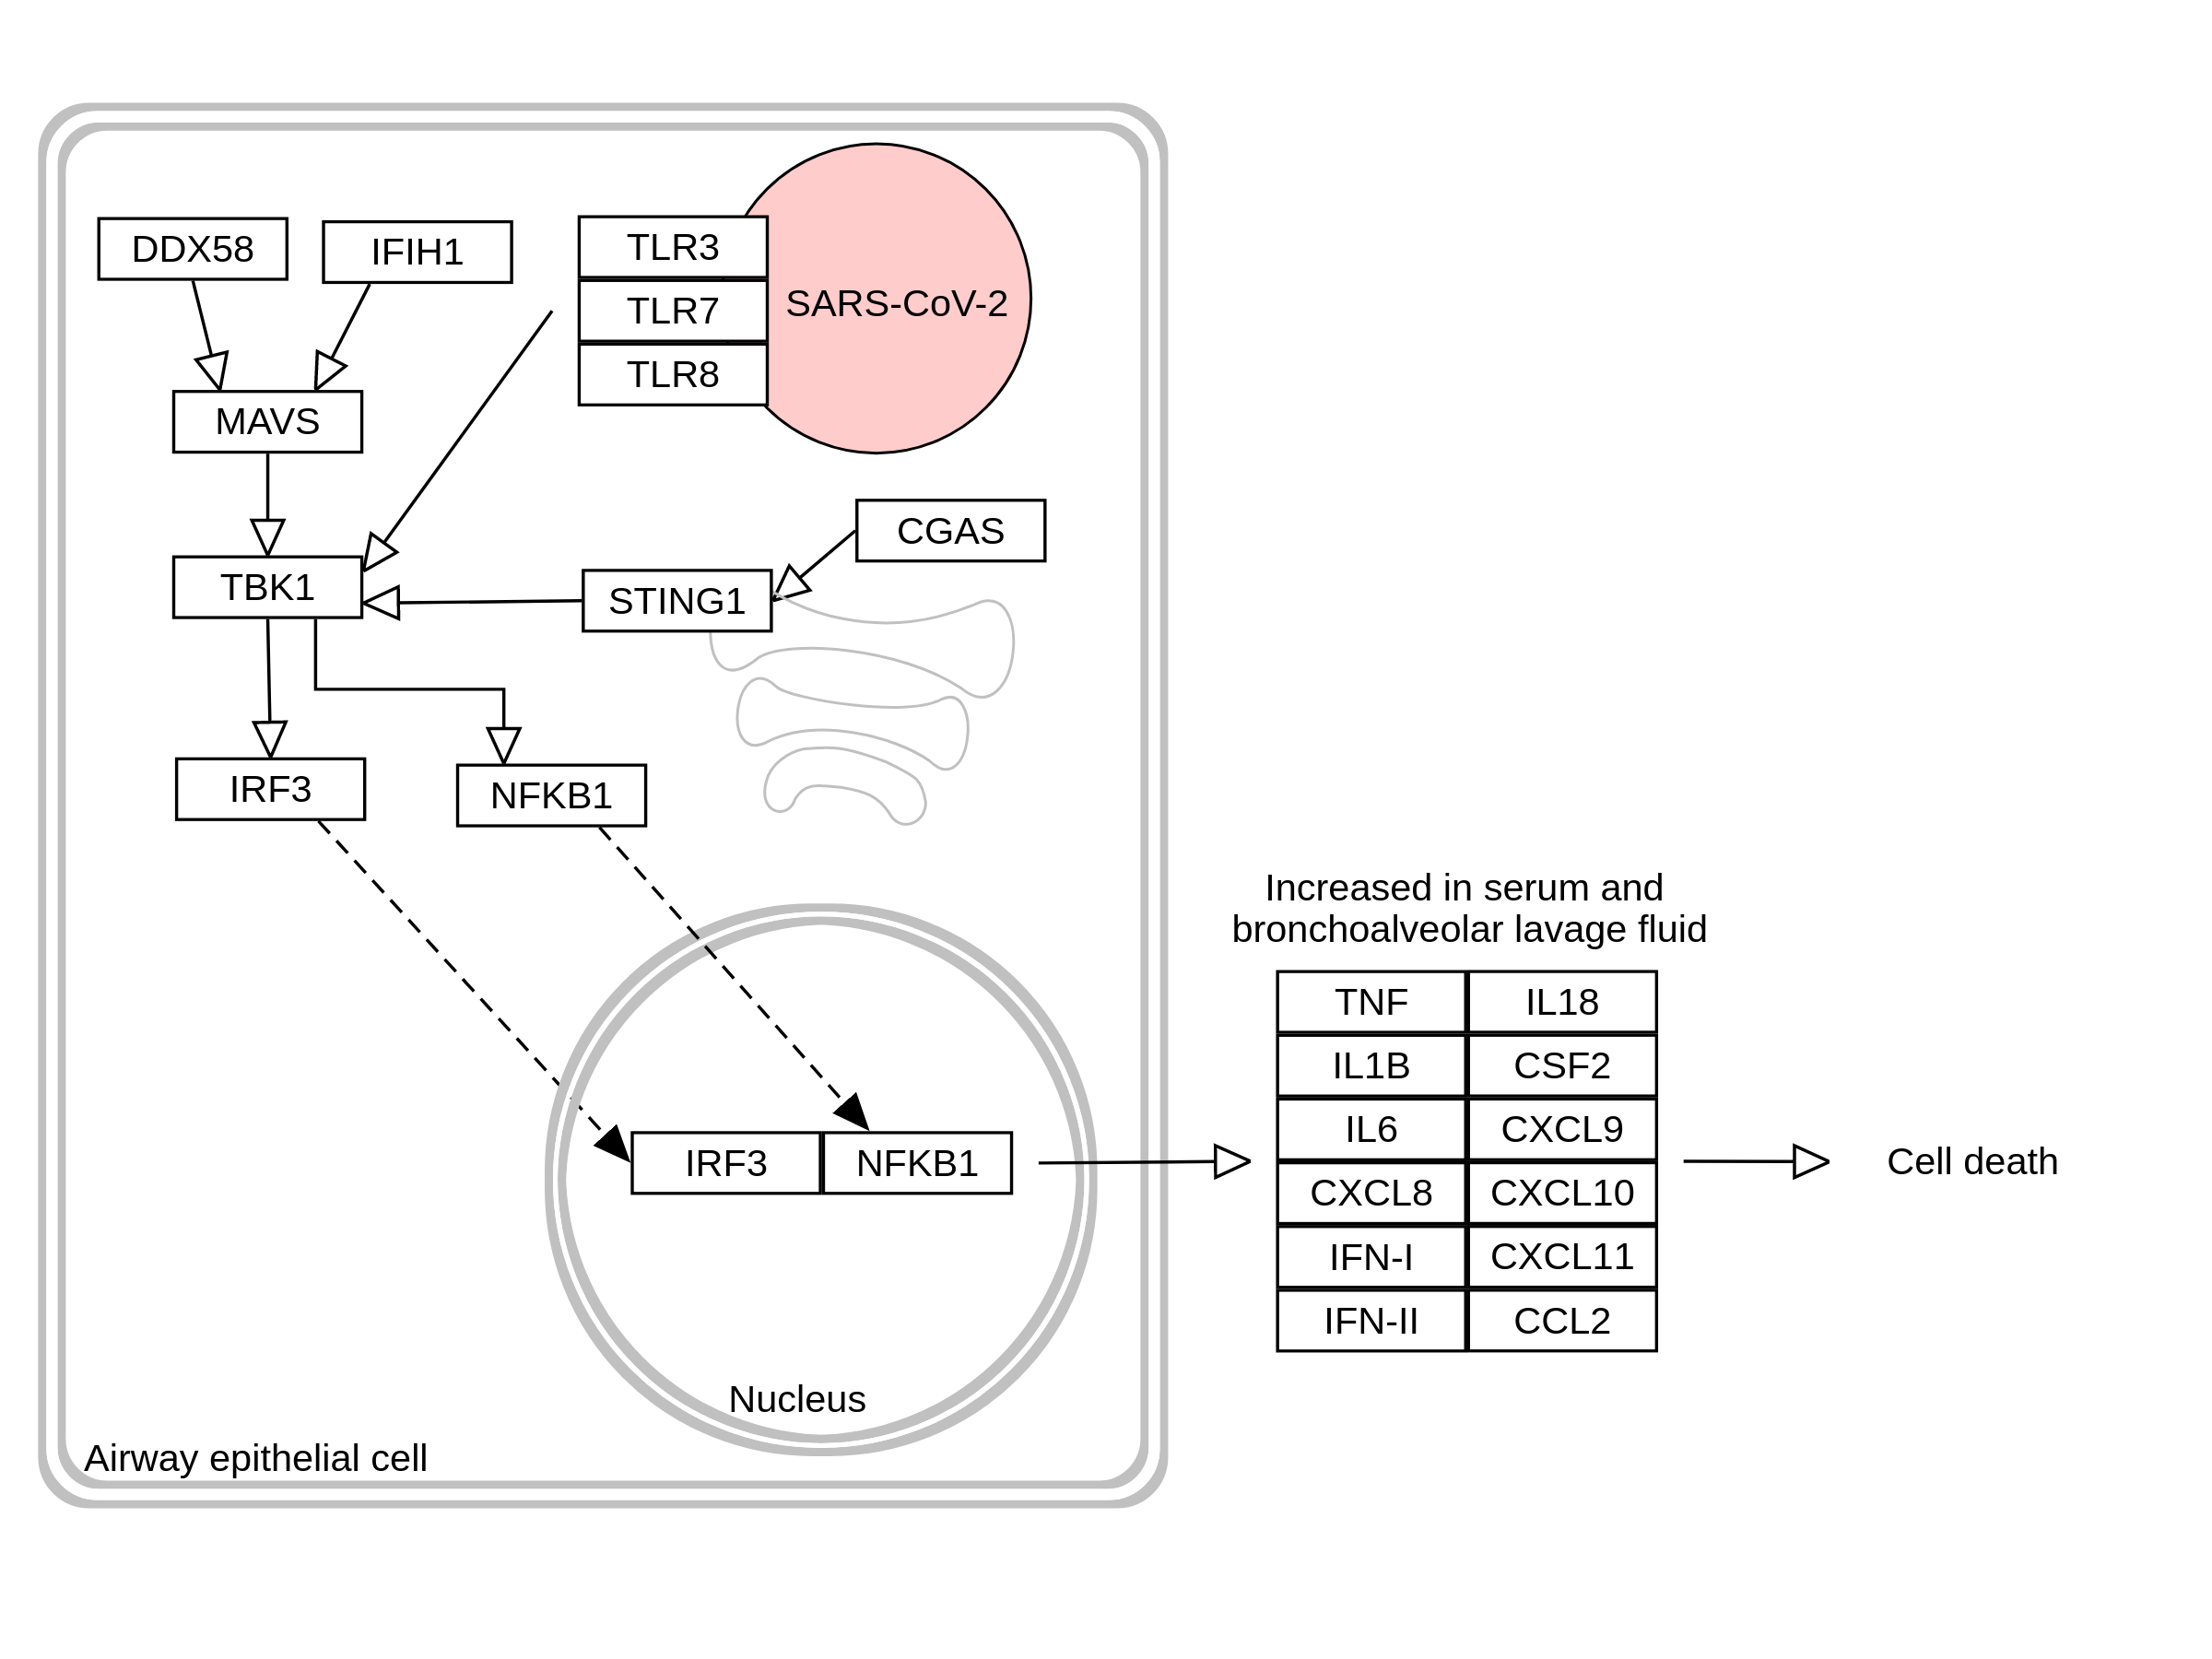 DDX58
IFIH1
TLR3
TLR7
TLR8
SARS-CoV-2
MAVS
CGAS
TBK1
STING1
IRF3
NFKB1
IRF3
NFKB1
Nucleus
Airway epithelial cell
Increased in serum and
bronchoalveolar lavage fluid
TNF
IL18
IL1B
CSF2
IL6
CXCL9
CXCL8
CXCL10
IFN-I
CXCL11
IFN-II
CCL2
Cell death